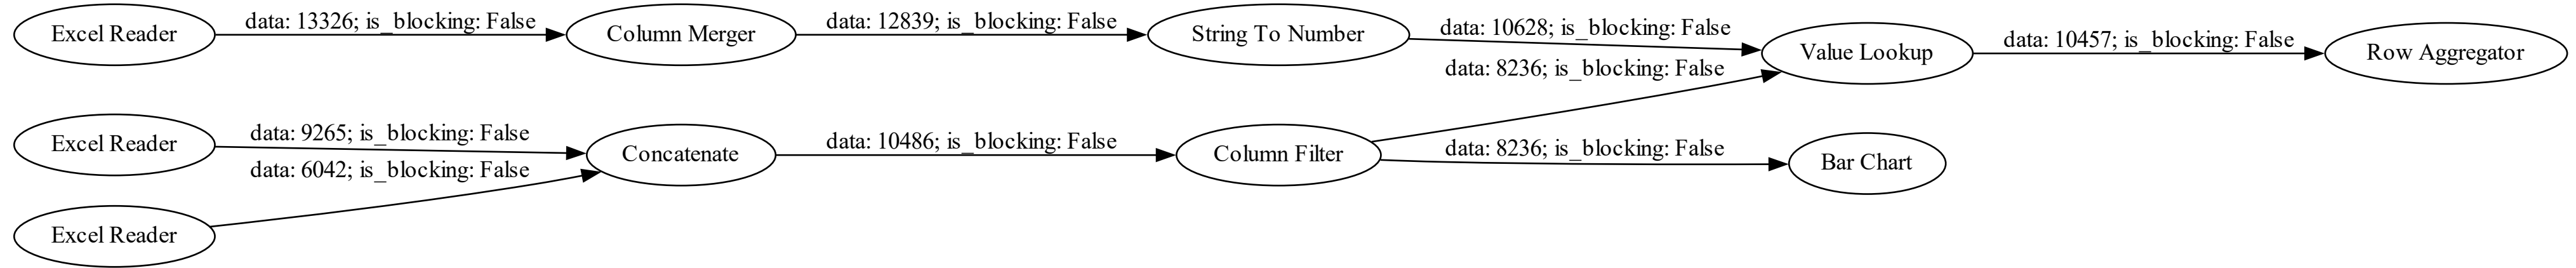 Excel Reader
data: 13326; is_blocking: False
Column Merger
data: 12839; is_blocking: False
String To Number
data: 10628; is_blocking: False
Value Lookup
data: 10457; is_blocking: False
Row Aggregator
data: 8236; is_blocking: False
Excel Reader
data: 9265; is_blocking: False
Concatenate
data: 10486; is_blocking: False
Column Filter
data: 8236; is_blocking: False
Bar Chart
data: 6042; is_blocking: False
Excel Reader